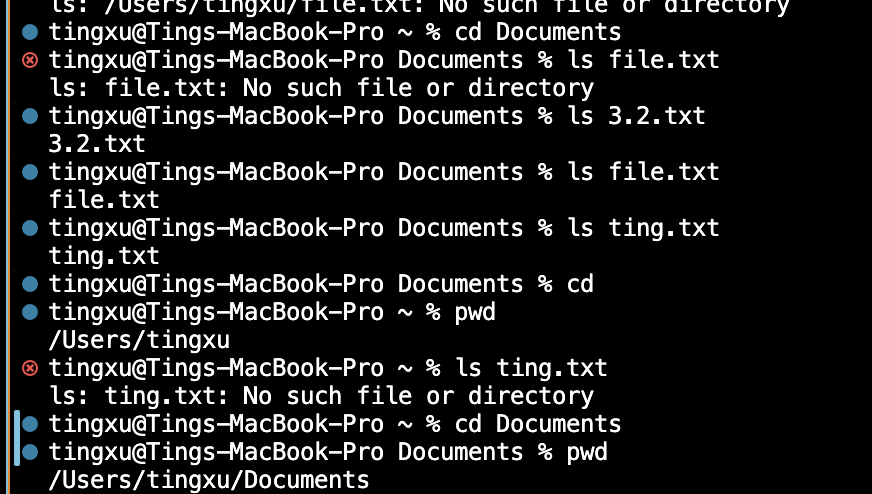 ls: /Users/tingxu/file.txt: No such file or directory
tingxu@Tings-MacBook-Pro ~ % cd Documents
tingxu@Tings-MacBook-Pro Documents % ls file.txt
ls: file.txt: No such file or directory
tingxu@Tings-MacBook-Pro Documents % ls 3.2.txt
3.2.txt
tingxu@Tings-MacBook-Pro Documents % ls file.txt
file.txt
tingxu@Tings-MacBook-Pro Documents % ls ting.txt
ting.txt
tingxu@Tings-MacBook-Pro Documents % cd
tingxu@Tings-MacBook-Pro ~ % pwd
/Users/tingxu
tingxu@Tings-MacBook-Pro ~ % ls ting.txt
ls: ting.txt: No such file or directory
tingxu@Tings-MacBook-Pro ~ % cd Documents
tingxu@Tings-MacBook-Pro Documents % pwd
/Users/tingxu/Documents